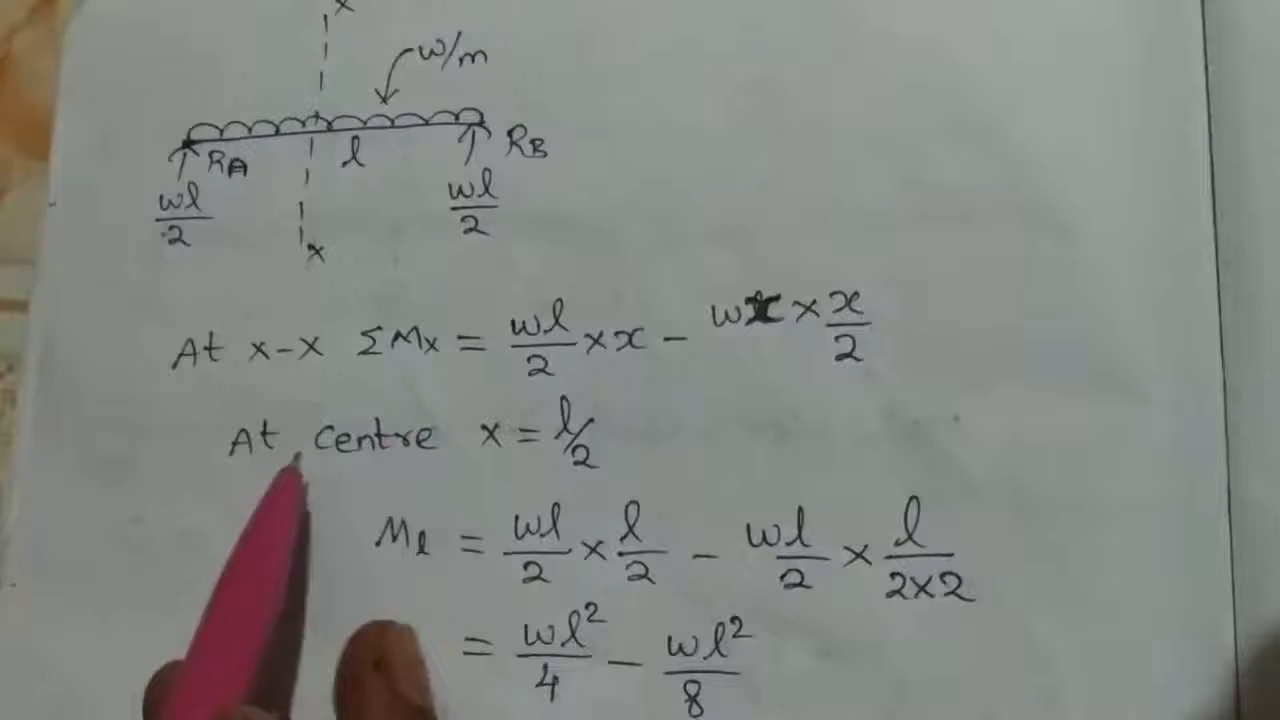 x
w/m
RA l RB
wl/2 wl/2
x
At x-x ΣMx = wl/2 × x - wx × x/2
At centre x = l/2
Ml = wl/2 × l/2 - wl/2 × l/2×2
= wl²/4 - wl²/8